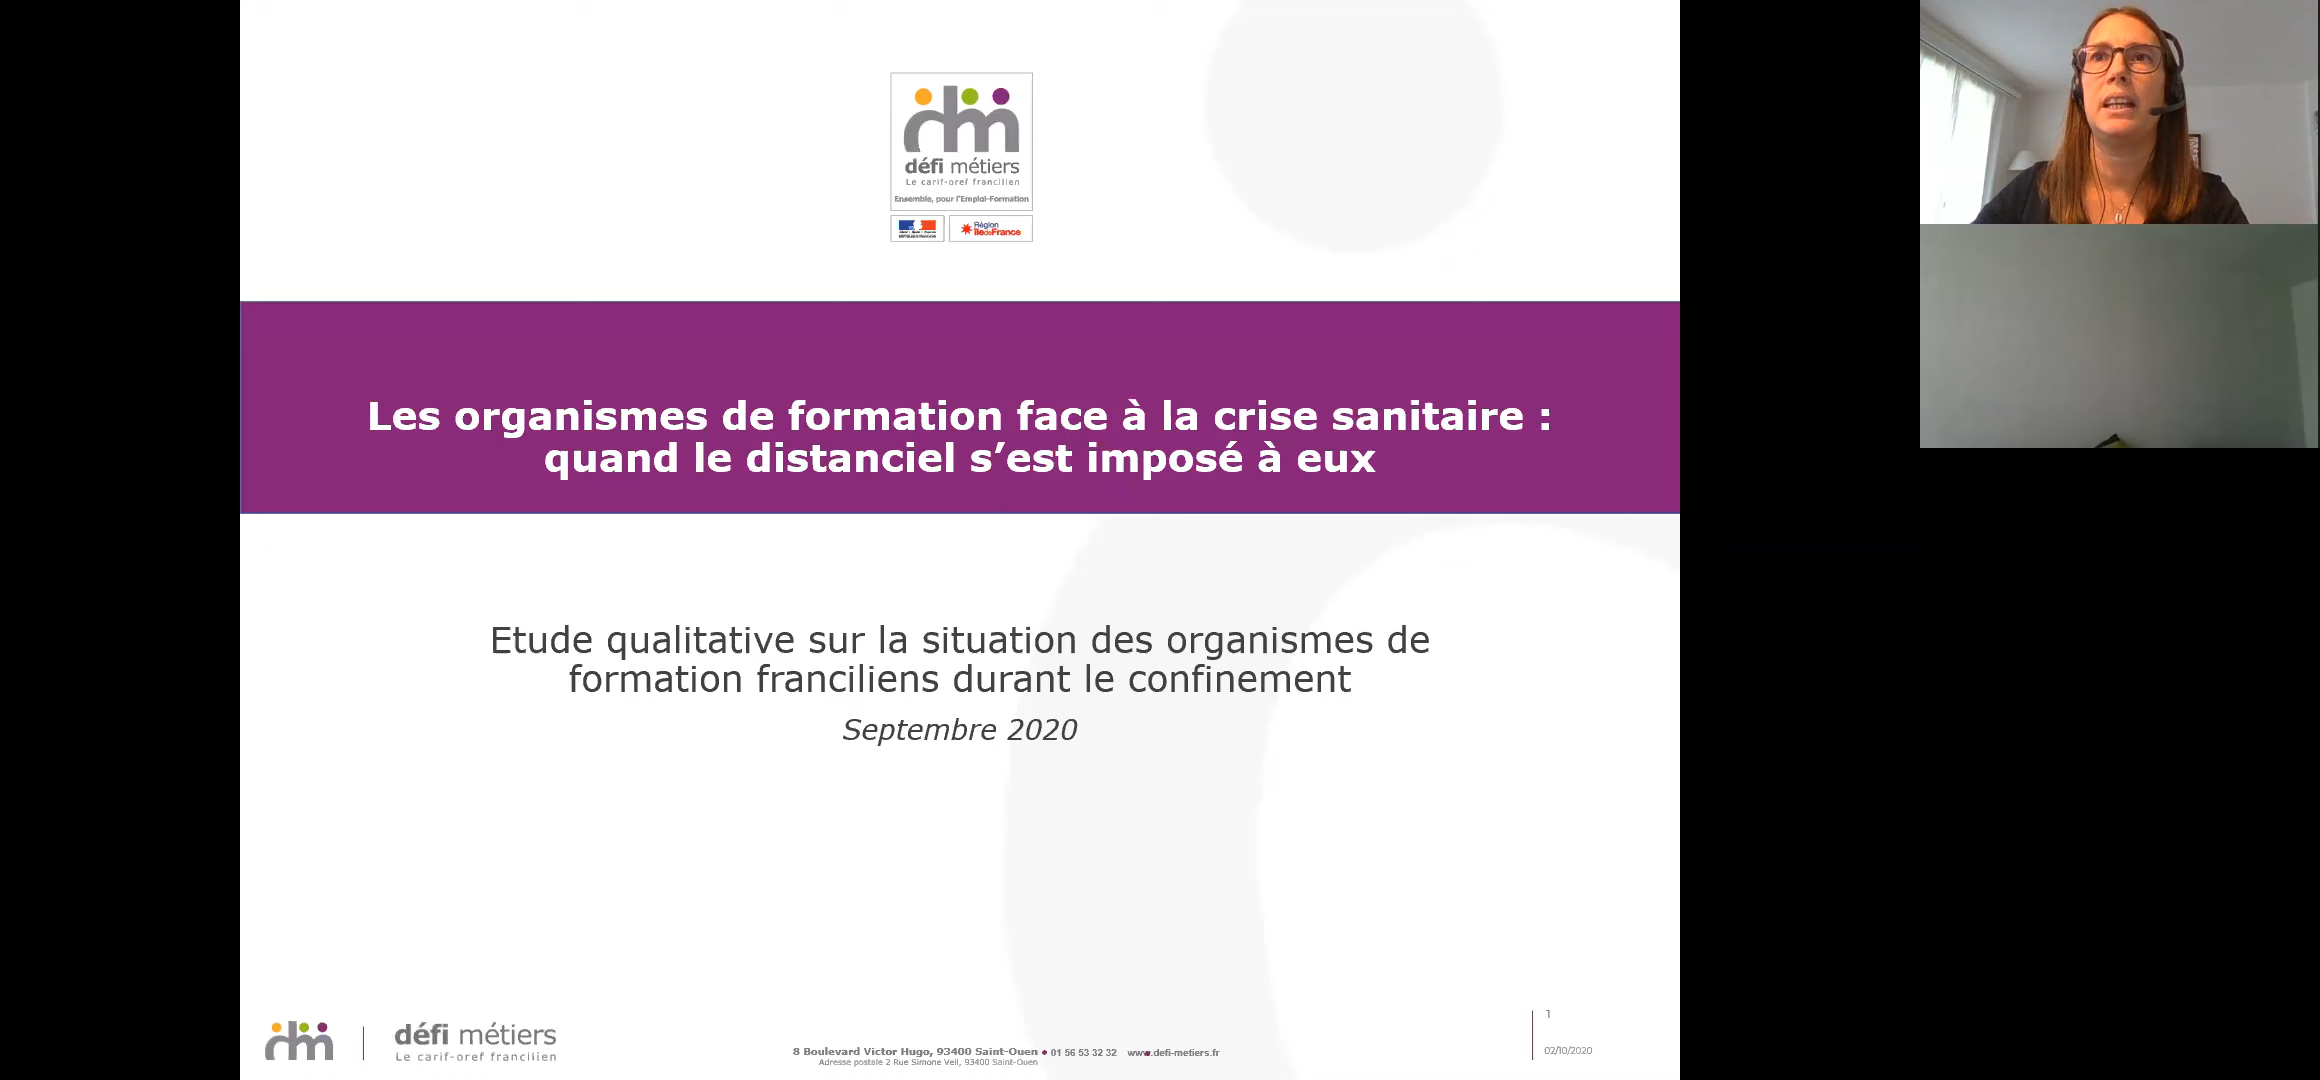 défi métiers
Le carif-oref francilien
Ensemble, pour l'Emploi-Formation
Région
îledeFrance
Les organismes de formation face à la crise sanitaire :
quand le distanciel s’est imposé à eux
Etude qualitative sur la situation des organismes de
formation franciliens durant le confinement
Septembre 2020
défi métiers
Le carif-oref francilien
8 Boulevard Victor Hugo, 93400 Saint-Ouen • 01 56 53 32 32 www.defi-metiers.fr
Adresse postale 2 Rue Simone Veil, 93400 Saint-Ouen
1
02/10/2020